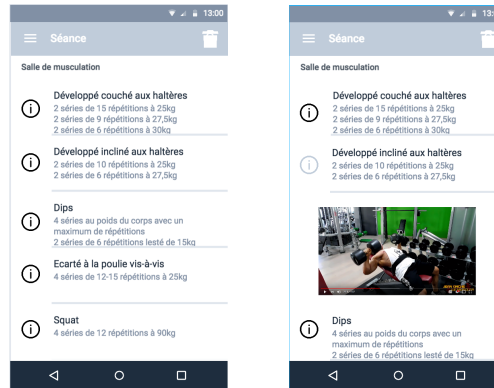 13:00
Séance
Salle de musculation
Développé couché aux haltères
2 séries de 15 répétitions à 25kg
2 séries de 9 répétitions à 27,5kg
2 séries de 6 répétitions à 30kg
Développé incliné aux haltères
2 séries de 10 répétitions à 25kg
2 séries de 6 répétitions à 27,5kg
Dips
4 séries au poids du corps avec un
maximum de répétitions
2 séries de 6 répétitions lesté de 15kg
Ecarté à la poulie vis-à-vis
4 séries de 12-15 répétitions à 25kg
Squat
4 séries de 12 répétitions à 90kg
Séance
Salle de musculation
Développé couché aux haltères
2 séries de 15 répétitions à 25kg
2 séries de 9 répétitions à 27,5kg
2 séries de 6 répétitions à 30kg
Développé incliné aux haltères
2 séries de 10 répétitions à 25kg
2 séries de 6 répétitions à 27,5kg
Dips
4 séries au poids du corps avec un
maximum de répétitions
2 séries de 6 répétitions lesté de 15kg